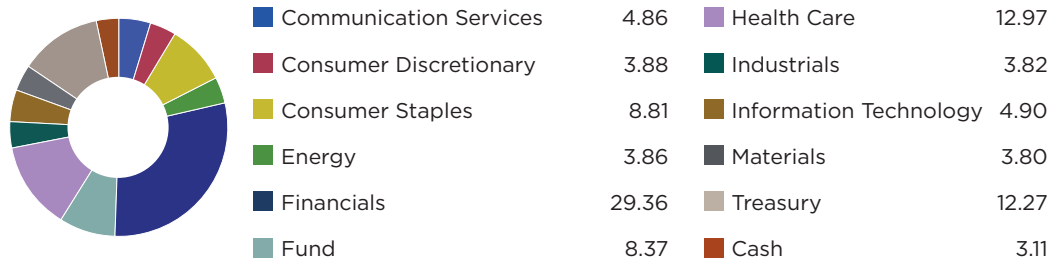 Communication Services 4.86
Consumer Discretionary 3.88
Consumer Staples 8.81
Energy 3.86
Financials 29.36
Fund 8.37
Health Care 12.97
Industrials 3.82
Information Technology 4.90
Materials 3.80
Treasury 12.27
Cash 3.11